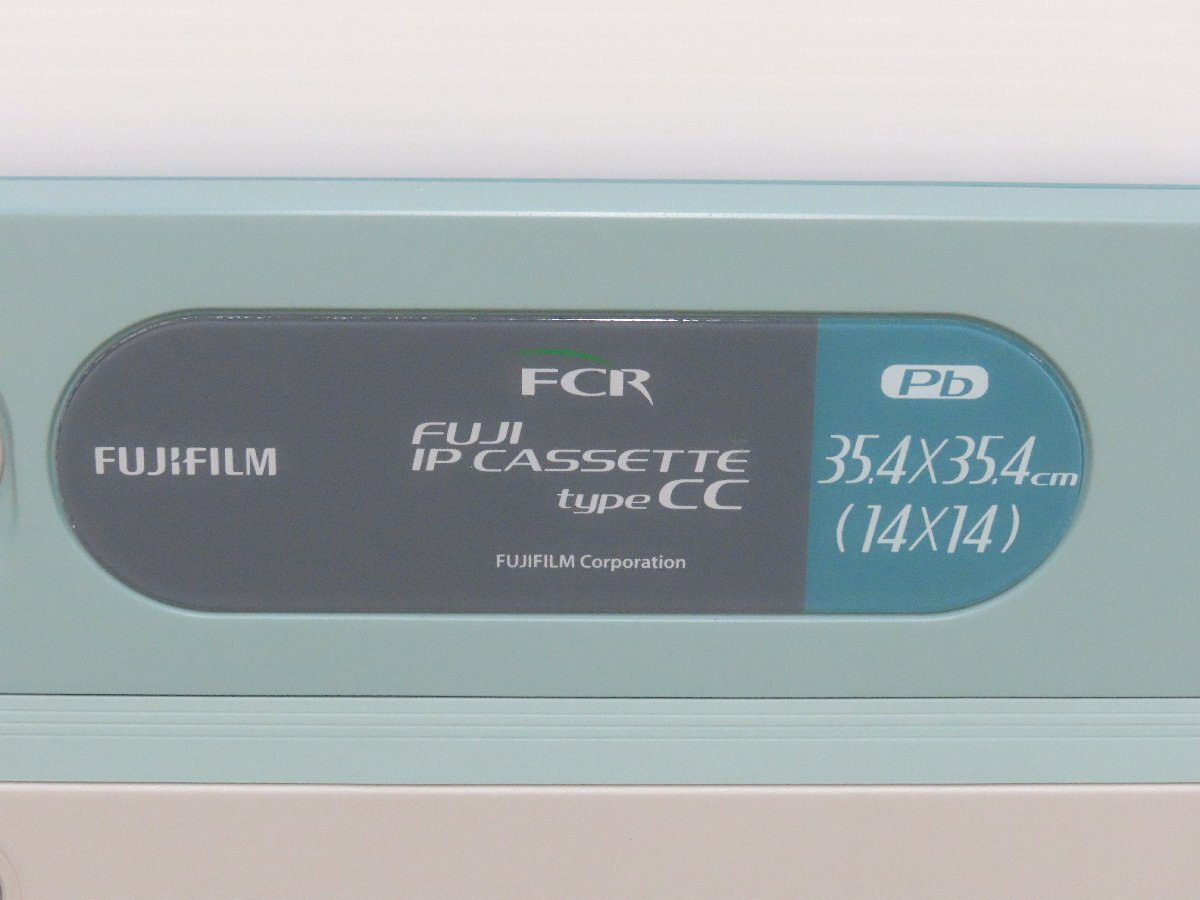 FUJIFILM
FCR
FUJI
IP CASSETTE
type CC
FUJIFILM Corporation
Pb
35.4X35.4cm
(14X14)